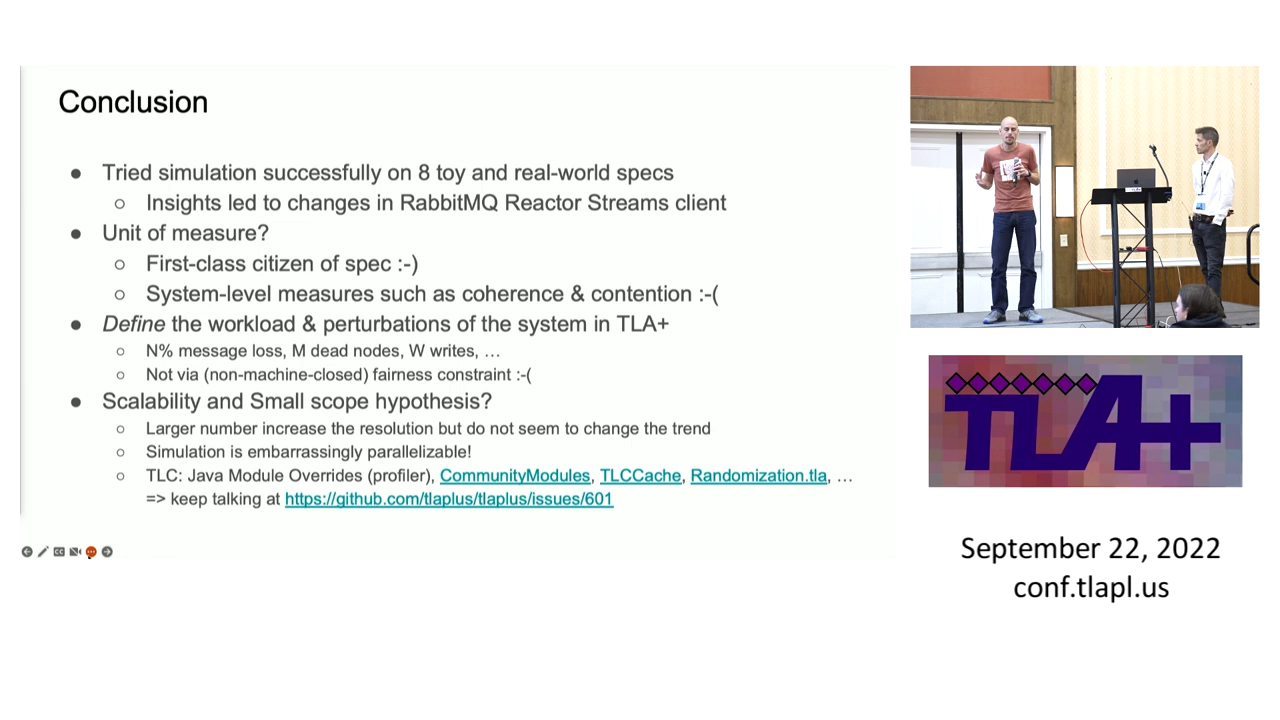 Conclusion
● Tried simulation successfully on 8 toy and real-world specs
○ Insights led to changes in RabbitMQ Reactor Streams client
● Unit of measure?
○ First-class citizen of spec :-)
○ System-level measures such as coherence & contention :-(
● Define the workload & perturbations of the system in TLA+
○ N% message loss, M dead nodes, W writes, …
○ Not via (non-machine-closed) fairness constraint :-(
● Scalability and Small scope hypothesis?
○ Larger number increase the resolution but do not seem to change the trend
○ Simulation is embarrassingly parallelizable!
○ TLC: Java Module Overrides (profiler), CommunityModules, TLCCache, Randomization.tla, …
=> keep talking at https://github.com/tlaplus/tlaplus/issues/601
TLA+
September 22, 2022
conf.tlapl.us